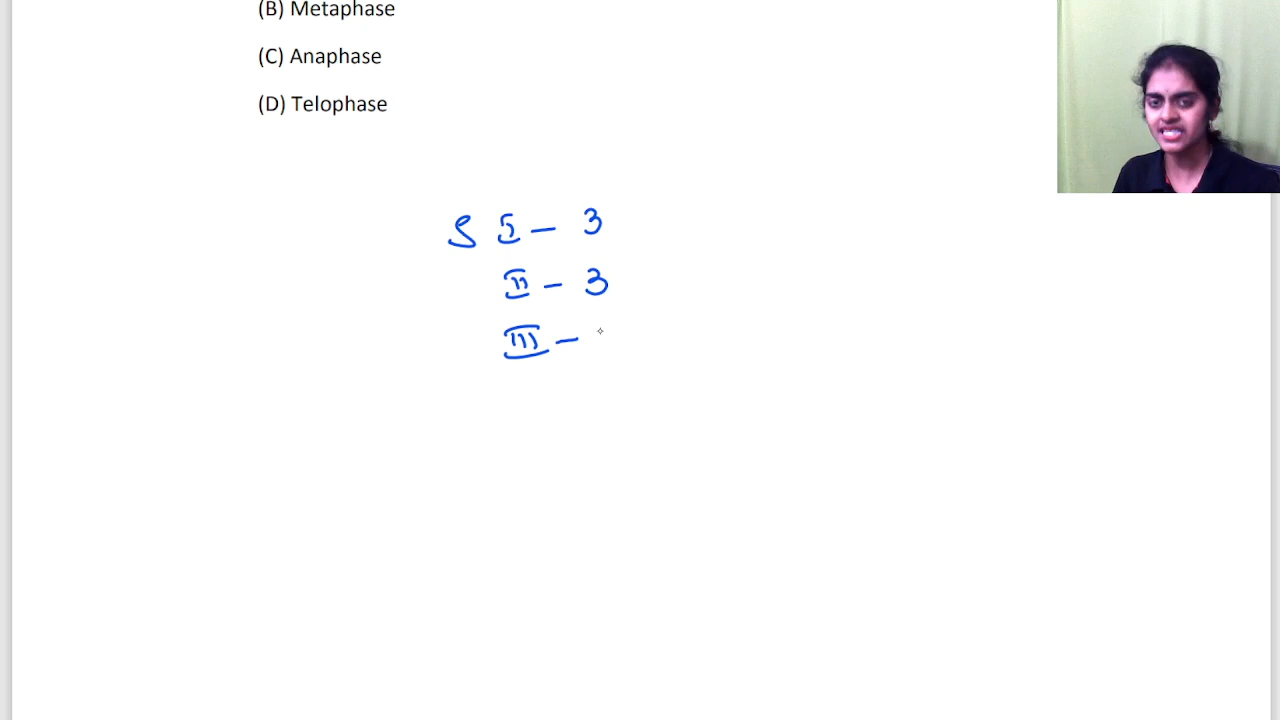 (B) Metaphase
(C) Anaphase
(D) Telophase
S I - 3
II - 3
III -